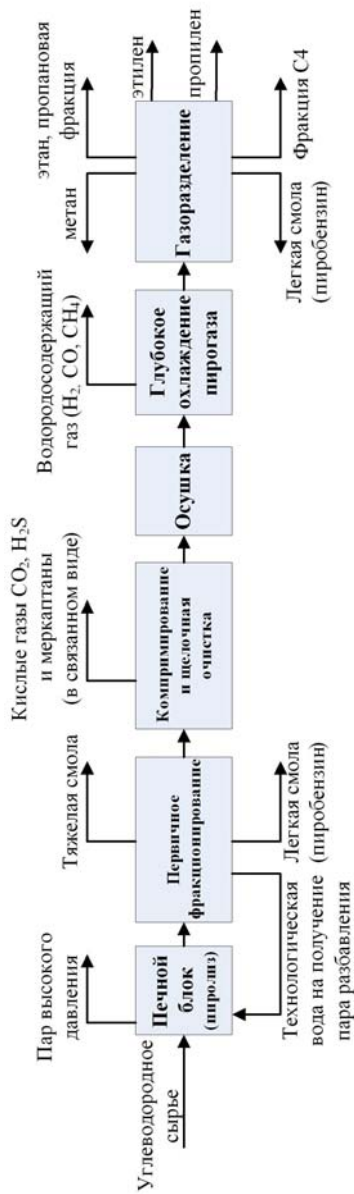 Углеводородное
сырье
Печной
блок
(пиролиз)
Пар высокого
давления
Технологическая
вода на получение
пара разбавления
Первичное
фракционирование
Тяжелая смола
Легкая смола
(пиробензин)
Компримирование
и щелочная
очистка
Кислые газы CO₂, H₂S
и меркаптаны
(в связанном виде)
Осушка
Глубокое
охлаждение
пирогаза
Водородосодержащий
газ (H₂, CO, CH₄)
Газоразделение
метан
этан, пропановая
фракция
этилен
пропилен
Легкая смола
(пиробензин)
Фракция С4